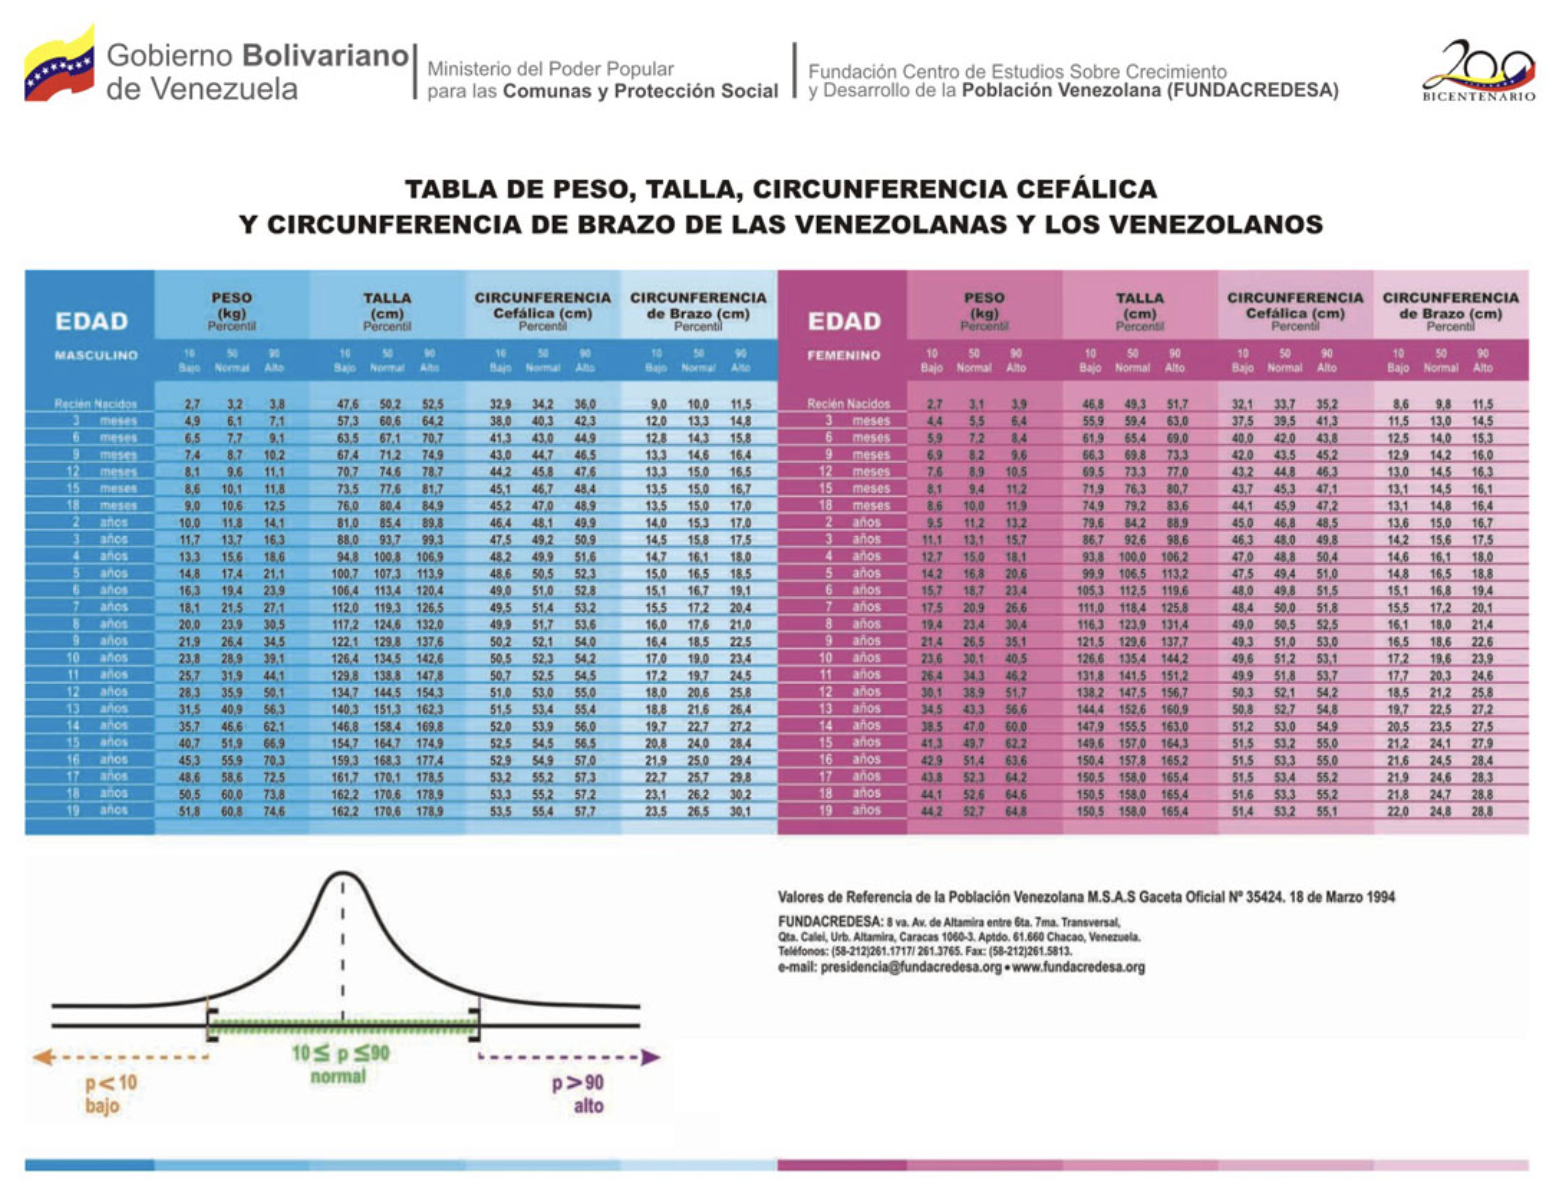 Gobierno Bolivariano
de Venezuela
Ministerio del Poder Popular
para las Comunas y Protección Social
Fundación Centro de Estudios Sobre Crecimiento
y Desarrollo de la Población Venezolana (FUNDACREDESA)
200
BICENTENARIO
TABLA DE PESO, TALLA, CIRCUNFERENCIA CEFÁLICA
Y CIRCUNFERENCIA DE BRAZO DE LAS VENEZOLANAS Y LOS VENEZOLANOS
EDAD MASCULINO | PESO (kg) Percentil | TALLA (cm) Percentil | CIRCUNFERENCIA Cefálica (cm) Percentil | CIRCUNFERENCIA de Brazo (cm) Percentil
10 50 90 | 10 50 90 | 10 50 90 | 10 50 90
Bajo Normal Alto | Bajo Normal Alto | Bajo Normal Alto | Bajo Normal Alto
Recién Nacidos 2,7 3,2 3,8 47,6 50,2 52,5 32,9 34,2 36,0 9,0 10,0 11,5
3 meses 4,9 6,1 7,1 57,3 60,6 64,2 38,0 40,3 42,3 12,0 13,3 14,8
6 meses 6,5 7,7 9,1 63,5 67,1 70,7 41,3 43,0 44,9 12,8 14,3 15,8
9 meses 7,4 8,7 10,2 67,4 71,2 74,9 43,0 44,7 46,5 13,3 14,6 16,4
12 meses 8,1 9,6 11,1 70,7 74,6 78,7 44,2 45,8 47,6 13,3 15,0 16,5
15 meses 8,6 10,1 11,8 73,5 77,6 81,7 45,1 46,7 48,4 13,5 15,0 16,7
18 meses 9,0 10,6 12,5 76,0 80,4 84,9 45,2 47,0 48,9 13,5 15,0 17,0
2 años 10,0 11,8 14,1 81,0 85,4 89,8 46,4 48,1 49,9 14,0 15,3 17,0
3 años 11,7 13,7 16,3 88,0 93,7 99,3 47,5 49,2 50,9 14,5 15,8 17,5
4 años 13,3 15,6 18,6 94,8 100,8 106,9 48,2 49,9 51,6 14,7 16,1 18,0
5 años 14,8 17,4 21,1 100,7 107,3 113,9 48,6 50,5 52,3 15,0 16,5 18,5
6 años 16,3 19,4 23,9 106,4 113,4 120,4 49,0 51,0 52,8 15,1 16,7 19,1
7 años 18,1 21,5 27,1 112,0 119,3 126,5 49,5 51,4 53,2 15,5 17,2 20,4
8 años 20,0 23,9 30,5 117,2 124,6 132,0 49,9 51,7 53,6 16,0 17,6 21,0
9 años 21,9 26,4 34,5 122,1 129,8 137,6 50,2 52,1 54,0 16,4 18,5 22,5
10 años 23,8 28,9 39,1 126,4 134,5 142,6 50,5 52,3 54,2 17,0 19,0 23,4
11 años 25,7 31,9 44,1 129,8 138,8 147,8 50,7 52,5 54,5 17,2 19,7 24,5
12 años 28,3 35,9 50,1 134,7 144,5 154,3 51,0 53,0 55,0 18,0 20,6 25,8
13 años 31,5 40,9 56,3 140,3 151,3 162,3 51,5 53,4 55,4 18,8 21,6 26,4
14 años 35,7 46,6 62,1 146,8 158,4 169,8 52,0 53,9 56,0 19,7 22,7 27,2
15 años 40,7 51,9 66,9 154,7 164,7 174,9 52,5 54,5 56,5 20,8 24,0 28,4
16 años 45,3 55,9 70,3 159,3 168,3 177,4 52,9 54,9 57,0 21,9 25,0 29,4
17 años 48,6 58,6 72,5 161,7 170,1 178,5 53,2 55,2 57,3 22,7 25,7 29,8
18 años 50,5 60,0 73,8 162,2 170,6 178,9 53,3 55,2 57,2 23,1 26,2 30,2
19 años 51,8 60,8 74,6 162,2 170,6 178,9 53,5 55,4 57,7 23,5 26,5 30,1
EDAD FEMENINO | PESO (kg) Percentil | TALLA (cm) Percentil | CIRCUNFERENCIA Cefálica (cm) Percentil | CIRCUNFERENCIA de Brazo (cm) Percentil
10 50 90 | 10 50 90 | 10 50 90 | 10 50 90
Bajo Normal Alto | Bajo Normal Alto | Bajo Normal Alto | Bajo Normal Alto
Recién Nacidos 2,7 3,1 3,9 46,8 49,3 51,7 32,1 33,7 35,2 8,6 9,8 11,5
3 meses 4,4 5,5 6,4 55,9 59,4 63,0 37,5 39,5 41,3 11,5 13,0 14,5
6 meses 5,9 7,2 8,4 61,9 65,4 69,0 40,0 42,0 43,8 12,5 14,0 15,3
9 meses 6,9 8,2 9,6 66,3 69,8 73,3 42,0 43,5 45,2 12,9 14,2 16,0
12 meses 7,6 8,9 10,5 69,5 73,3 77,0 43,2 44,8 46,3 13,0 14,5 16,3
15 meses 8,1 9,4 11,2 71,9 76,3 80,7 43,7 45,3 47,1 13,1 14,5 16,1
18 meses 8,6 10,0 11,9 74,9 79,2 83,6 44,1 45,9 47,2 13,1 14,8 16,4
2 años 9,5 11,2 13,2 79,6 84,2 88,9 45,0 46,8 48,5 13,6 15,0 16,7
3 años 11,1 13,1 15,7 86,7 92,6 98,6 46,3 48,0 49,8 14,2 15,6 17,5
4 años 12,7 15,0 18,1 93,8 100,0 106,2 47,0 48,8 50,4 14,6 16,1 18,0
5 años 14,2 16,8 20,6 99,9 106,5 113,2 47,5 49,4 51,0 14,8 16,5 18,8
6 años 15,7 18,7 23,4 105,3 112,5 119,6 48,0 49,8 51,5 15,1 16,8 19,4
7 años 17,5 20,9 26,6 111,0 118,4 125,8 48,4 50,0 51,8 15,5 17,2 20,1
8 años 19,4 23,4 30,4 116,3 123,9 131,4 49,0 50,5 52,5 16,1 18,0 21,4
9 años 21,4 26,5 35,1 121,5 129,6 137,7 49,3 51,0 53,0 16,5 18,6 22,6
10 años 23,6 30,1 40,5 126,6 135,4 144,2 49,6 51,2 53,1 17,2 19,6 23,9
11 años 26,4 34,3 46,2 131,8 141,5 151,2 49,9 51,8 53,7 17,7 20,3 24,6
12 años 30,1 38,9 51,7 138,2 147,5 156,7 50,3 52,1 54,2 18,5 21,2 25,8
13 años 34,5 43,3 56,6 144,4 152,6 160,9 50,8 52,7 54,8 19,7 22,5 27,2
14 años 38,5 47,0 60,0 147,9 155,5 163,0 51,2 53,0 54,9 20,5 23,5 27,5
15 años 41,3 49,7 62,2 149,6 157,0 164,3 51,5 53,2 55,0 21,2 24,1 27,9
16 años 42,9 51,4 63,6 150,4 157,8 165,2 51,5 53,3 55,0 21,6 24,5 28,4
17 años 43,8 52,3 64,2 150,5 158,0 165,4 51,5 53,4 55,2 21,9 24,6 28,3
18 años 44,1 52,6 64,6 150,5 158,0 165,4 51,6 53,3 55,2 21,8 24,7 28,8
19 años 44,2 52,7 64,8 150,5 158,0 165,4 51,4 53,2 55,1 22,0 24,8 28,8
10 ≤ p ≤90
normal
p < 10
bajo
p > 90
alto
Valores de Referencia de la Población Venezolana M.S.A.S Gaceta Oficial Nº 35424. 18 de Marzo 1994
FUNDACREDESA: 8 va. Av. de Altamira entre 6ta. 7ma. Transversal,
Qta. Calei, Urb. Altamira, Caracas 1060-3. Aptdo. 61.660 Chacao, Venezuela.
Teléfonos: (58-212)261.1717/ 261.3765. Fax: (58-212)261.5813.
e-mail: presidencia@fundacredesa.org • www.fundacredesa.org